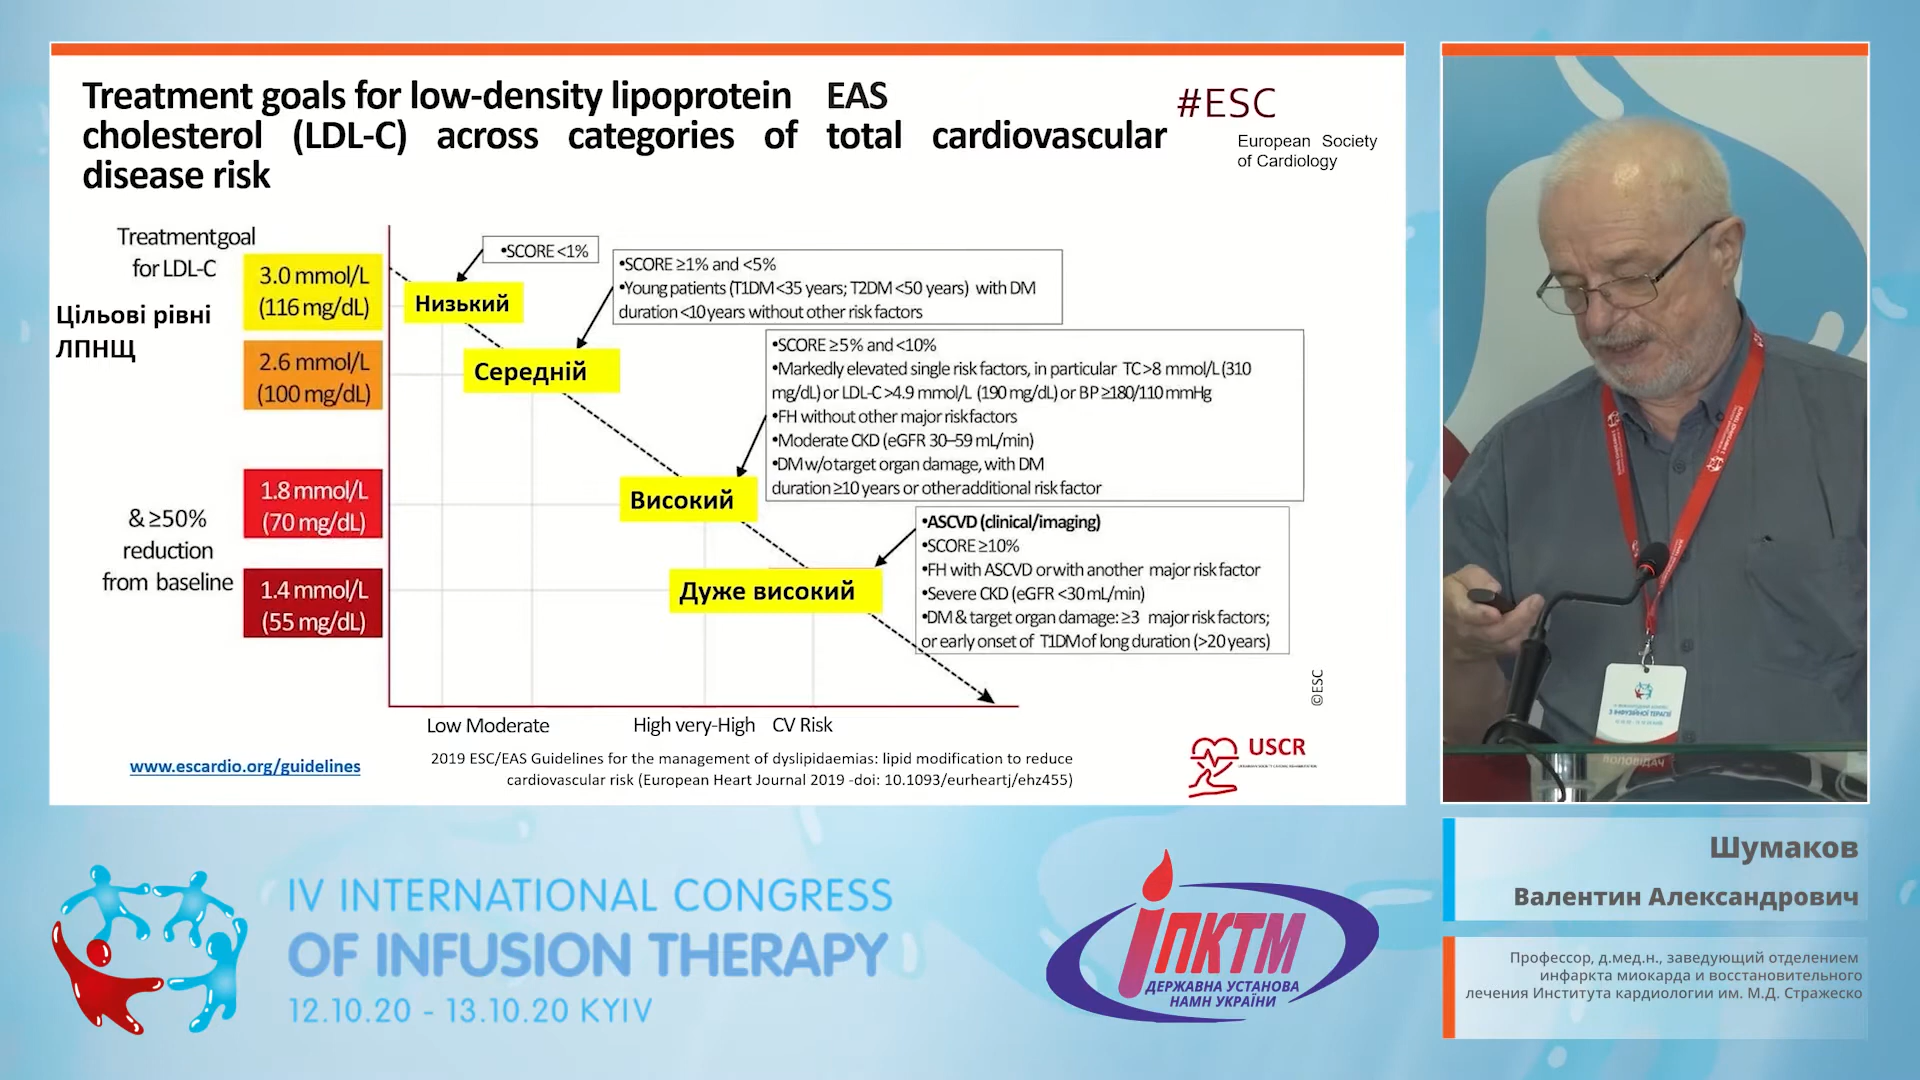 Treatment goals for low-density lipoprotein EAS
cholesterol (LDL-C) across categories of total cardiovascular
disease risk
#ESC
European Society
of Cardiology
Treatment goal
for LDL-C
Цільові рівні
ЛПНЩ
3.0 mmol/L
(116 mg/dL)
2.6 mmol/L
(100 mg/dL)
& ≥50%
reduction
from baseline
1.8 mmol/L
(70 mg/dL)
1.4 mmol/L
(55 mg/dL)
•SCORE <1%
Низький
•SCORE ≥1% and <5%
•Young patients (T1DM <35 years; T2DM <50 years) with DM
duration <10 years without other risk factors
Середній
•SCORE ≥5% and <10%
•Markedly elevated single risk factors, in particular TC >8 mmol/L (310
mg/dL) or LDL-C >4.9 mmol/L (190 mg/dL) or BP ≥180/110 mmHg
•FH without other major risk factors
•Moderate CKD (eGFR 30–59 mL/min)
•DM w/o target organ damage, with DM
duration ≥10 years or other additional risk factor
Високий
•ASCVD (clinical/imaging)
•SCORE ≥10%
•FH with ASCVD or with another major risk factor
•Severe CKD (eGFR <30 mL/min)
•DM & target organ damage: ≥3 major risk factors;
or early onset of T1DM of long duration (>20 years)
Дуже високий
©ESC
Low Moderate High very-High CV Risk
www.escardio.org/guidelines
2019 ESC/EAS Guidelines for the management of dyslipidaemias: lipid modification to reduce
cardiovascular risk (European Heart Journal 2019 -doi: 10.1093/eurheartj/ehz455)
USCR
З ІНФУЗІЙНОЇ ТЕРАПІЇ
ДОПОВІДАЧ
IV INTERNATIONAL CONGRESS
OF INFUSION THERAPY
12.10.20 - 13.10.20 KYIV
ІПКТМ
ДЕРЖАВНА УСТАНОВА
НАМН УКРАЇНИ
Шумаков
Валентин Александрович
Профессор, д.мед.н., заведующий отделением
инфаркта миокарда и восстановительного
лечения Института кардиологии им. М.Д. Стражеско